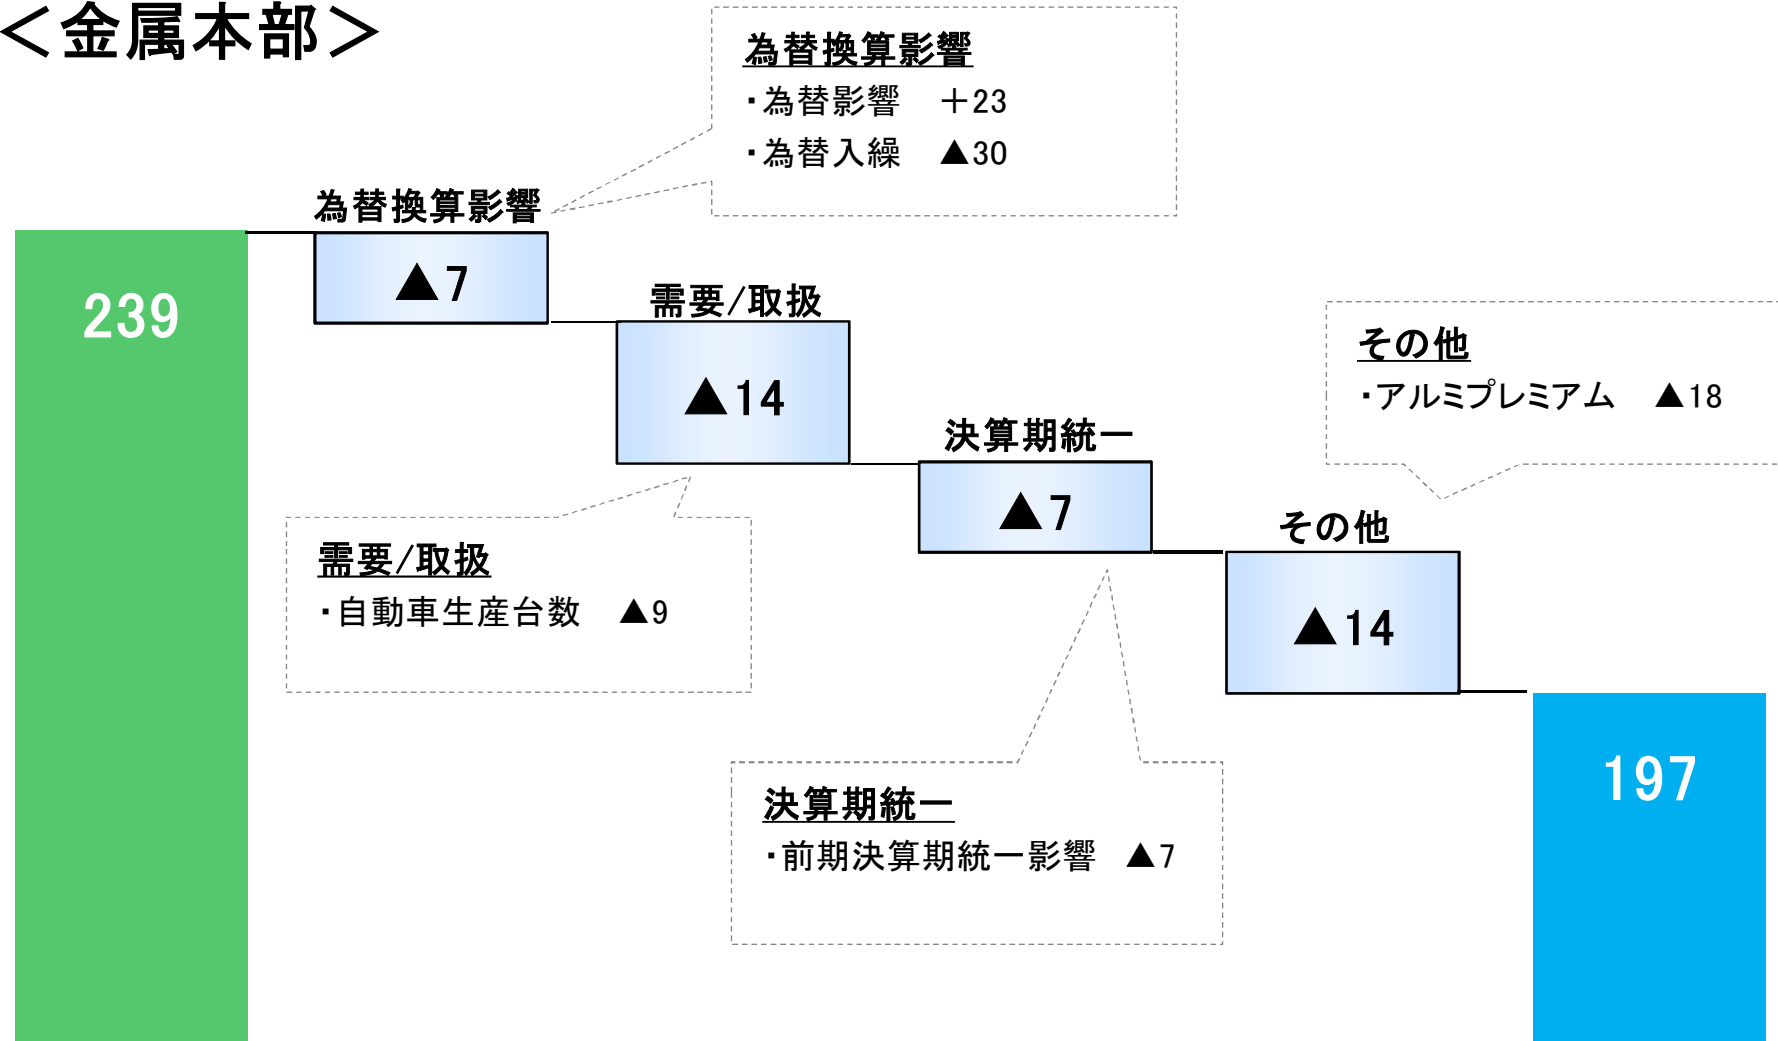 ＜金属本部＞
為替換算影響
・為替影響　＋23
・為替入繰　▲30
為替換算影響
▲7
239
需要/取扱
▲14
その他
・アルミプレミアム　▲18
決算期統一
▲7
需要/取扱
・自動車生産台数　▲9
その他
▲14
決算期統一
・前期決算期統一影響　▲7
197